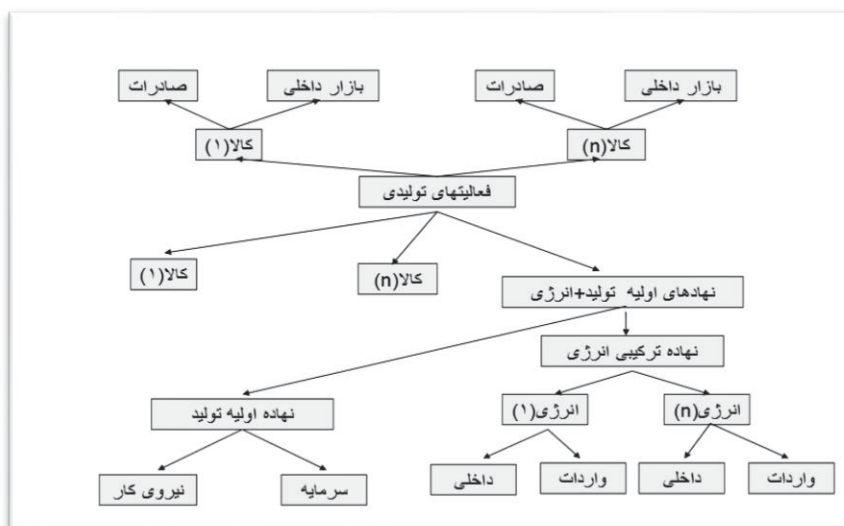 بازار داخلی
صادرات
بازار داخلی
صادرات
کالا(n)
کالا(۱)
فعالیتهای تولیدی
کالا(n)
کالا(۱)
نهادهای اولیه تولید+انرژی
نهاده ترکیبی انرژی
انرژی(n)
انرژی(۱)
نهاده اولیه تولید
واردات
داخلی
واردات
داخلی
سرمایه
نیروی کار